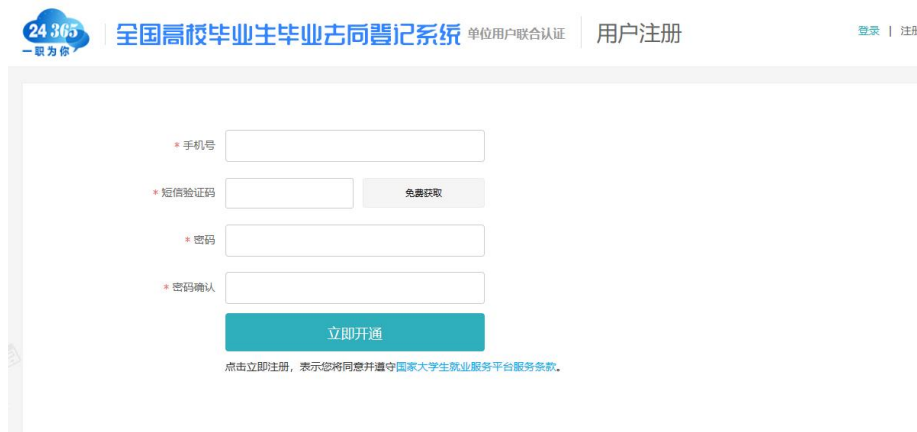 24365
一职为你
全国高校毕业生毕业去向登记系统 单位用户联合认证 用户注册
登录 | 注册
* 手机号
* 短信验证码 免费获取
* 密码
* 密码确认
立即开通
点击立即注册，表示您将同意并遵守国家大学生就业服务平台服务条款。